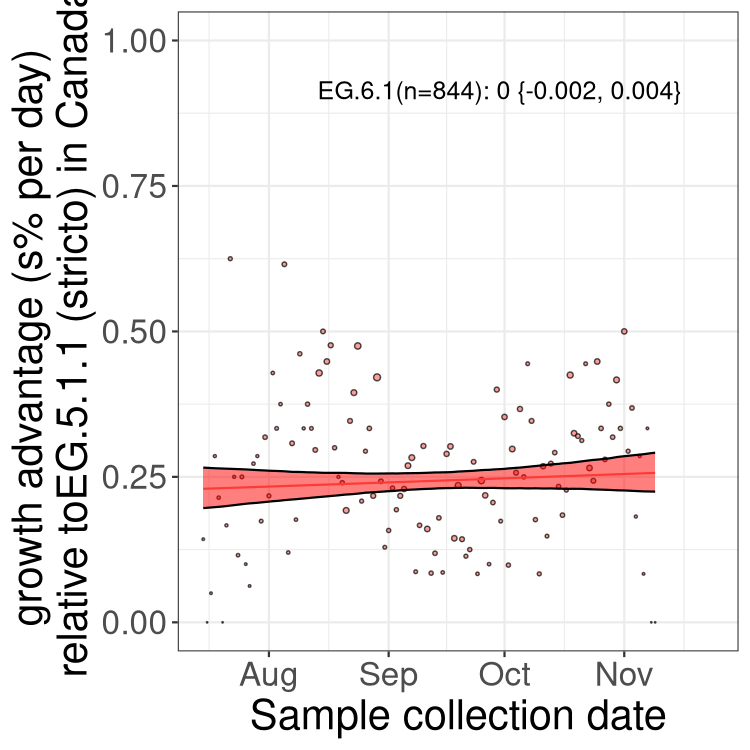 growth advantage (s% per day)
relative toEG.5.1.1 (stricto) in Canada
1.00
0.75
0.50
0.25
0.00
EG.6.1(n=844): 0 {-0.002, 0.004}
Aug Sep Oct Nov
Sample collection date